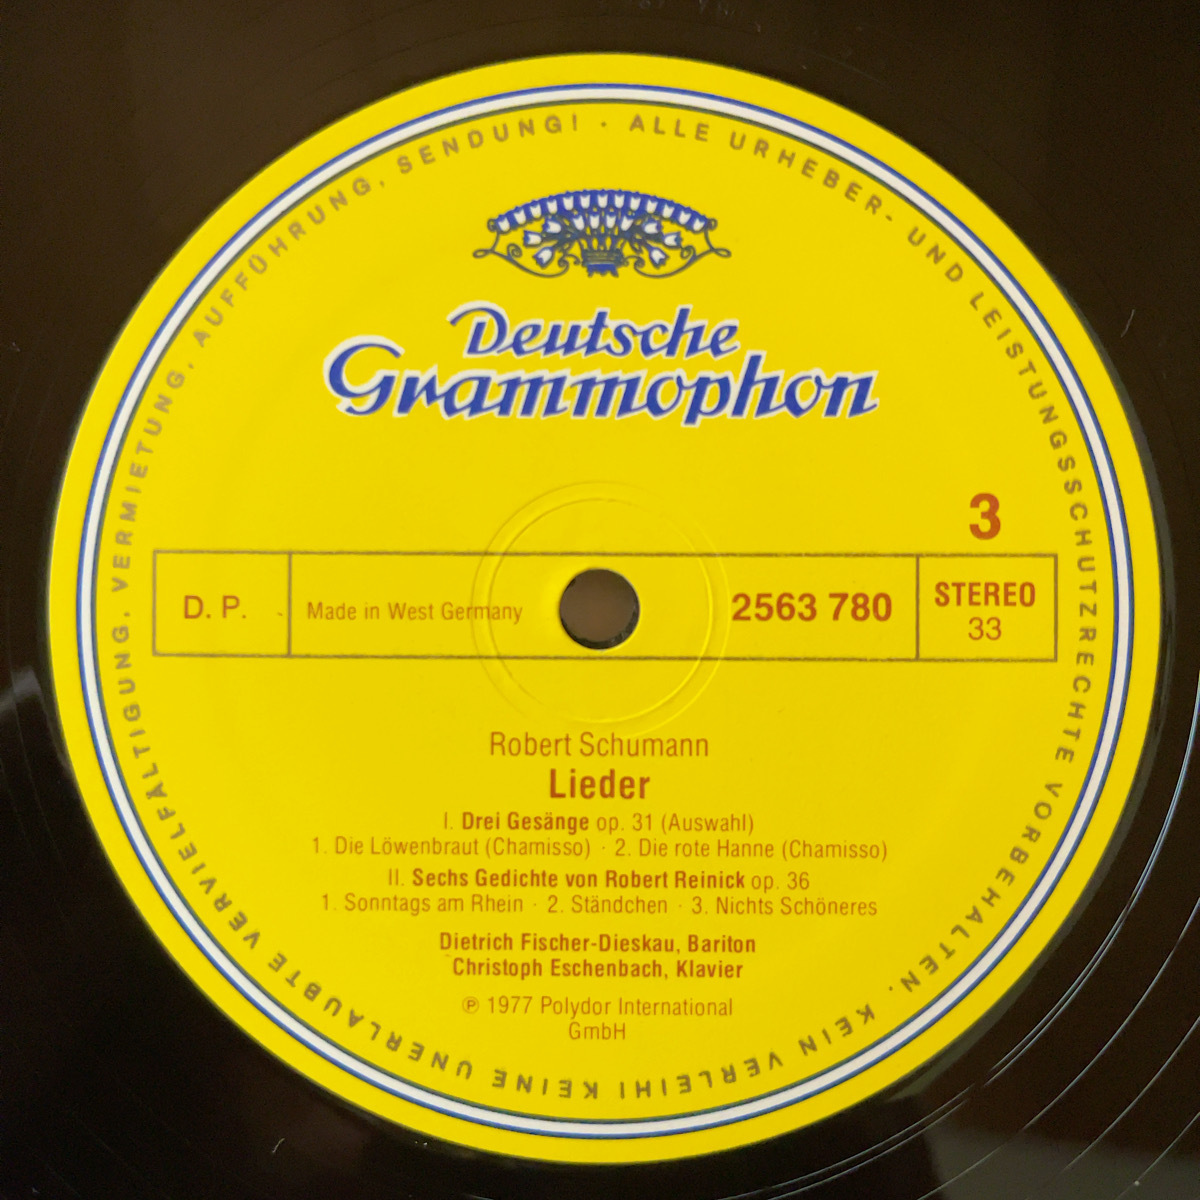 ALLE URHEBER- UND LEISTUNGSSCHUTZRECHTE VORBEHALTEN. KEIN VERLEIH! KEINE UNERLAUBTE VERVIELFÄLTIGUNG, VERMIETUNG, AUFFÜHRUNG, SENDUNG! ·
Deutsche
Grammophon
3
D. P.
Made in West Germany
2563 780
STEREO
33
Robert Schumann
Lieder
I. Drei Gesänge op. 31 (Auswahl)
1. Die Löwenbraut (Chamisso) · 2. Die rote Hanne (Chamisso)
II. Sechs Gedichte von Robert Reinick op. 36
1. Sonntags am Rhein · 2. Ständchen · 3. Nichts Schöneres
Dietrich Fischer-Dieskau, Bariton
Christoph Eschenbach, Klavier
℗ 1977 Polydor International
GmbH